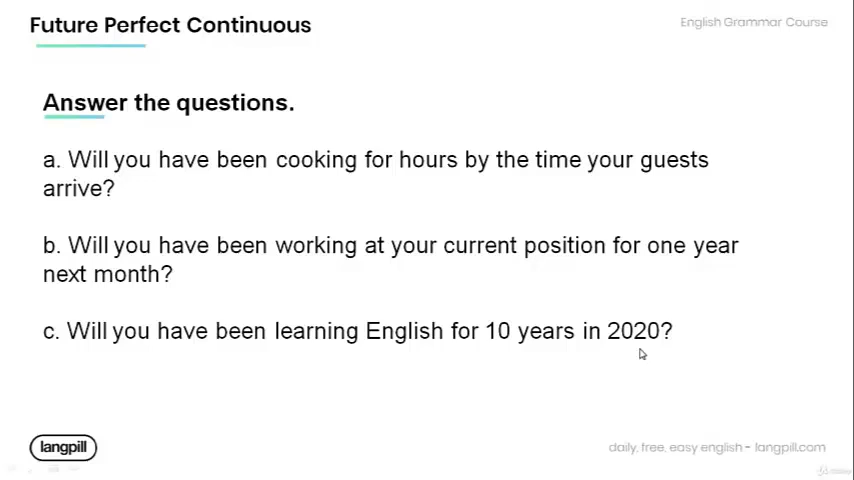 Future Perfect Continuous
English Grammar Course
Answer the questions.
a. Will you have been cooking for hours by the time your guests
arrive?
b. Will you have been working at your current position for one year
next month?
c. Will you have been learning English for 10 years in 2020?
langpill
daily, free, easy english - langpill.com